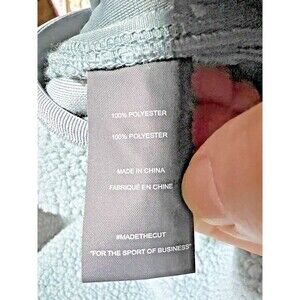 100% POLYESTER
100% POLYESTER
MADE IN CHINA
FABRIQUÉ EN CHINE
#MADETHECUT
"FOR THE SPORT OF BUSINESS"